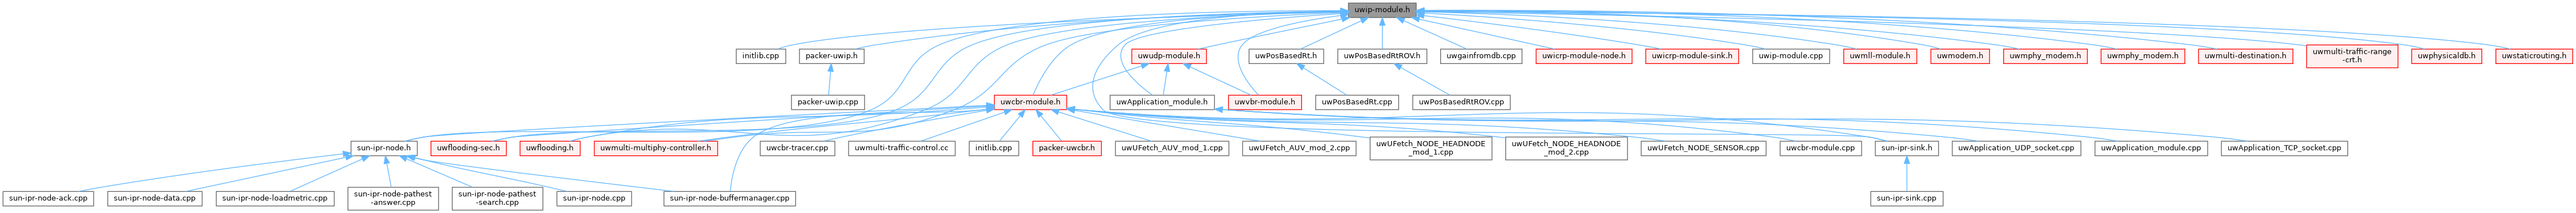 uwip-module.h
initlib.cpp
packer-uwip.h
uwudp-module.h
uwPosBasedRt.h
uwPosBasedRtROV.h
uwgainfromdb.cpp
uwicrp-module-node.h
uwicrp-module-sink.h
uwip-module.cpp
uwmll-module.h
uwmodem.h
uwmphy_modem.h
uwmphy_modem.h
uwmulti-destination.h
uwmulti-traffic-range
-crt.h
uwphysicaldb.h
uwstaticrouting.h
packer-uwip.cpp
uwcbr-module.h
uwApplication_module.h
uwvbr-module.h
uwPosBasedRt.cpp
uwPosBasedRtROV.cpp
sun-ipr-node.h
uwflooding-sec.h
uwflooding.h
uwmulti-multiphy-controller.h
uwcbr-tracer.cpp
uwmulti-traffic-control.cc
initlib.cpp
packer-uwcbr.h
uwUFetch_AUV_mod_1.cpp
uwUFetch_AUV_mod_2.cpp
uwUFetch_NODE_HEADNODE
_mod_1.cpp
uwUFetch_NODE_HEADNODE
_mod_2.cpp
uwUFetch_NODE_SENSOR.cpp
uwcbr-module.cpp
sun-ipr-sink.h
uwApplication_UDP_socket.cpp
uwApplication_module.cpp
uwApplication_TCP_socket.cpp
sun-ipr-node-ack.cpp
sun-ipr-node-data.cpp
sun-ipr-node-loadmetric.cpp
sun-ipr-node-pathest
-answer.cpp
sun-ipr-node-pathest
-search.cpp
sun-ipr-node.cpp
sun-ipr-node-buffermanager.cpp
sun-ipr-sink.cpp